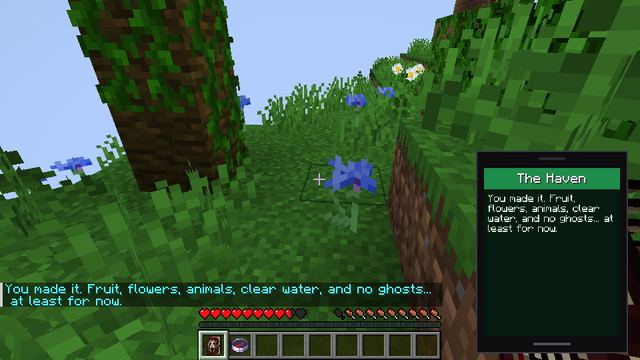 The Haven
You made it. Fruit,
flowers, animals, clear
water, and no ghosts... at
least for now.
You made it. Fruit, flowers, animals, clear water, and no ghosts...
at least for now.